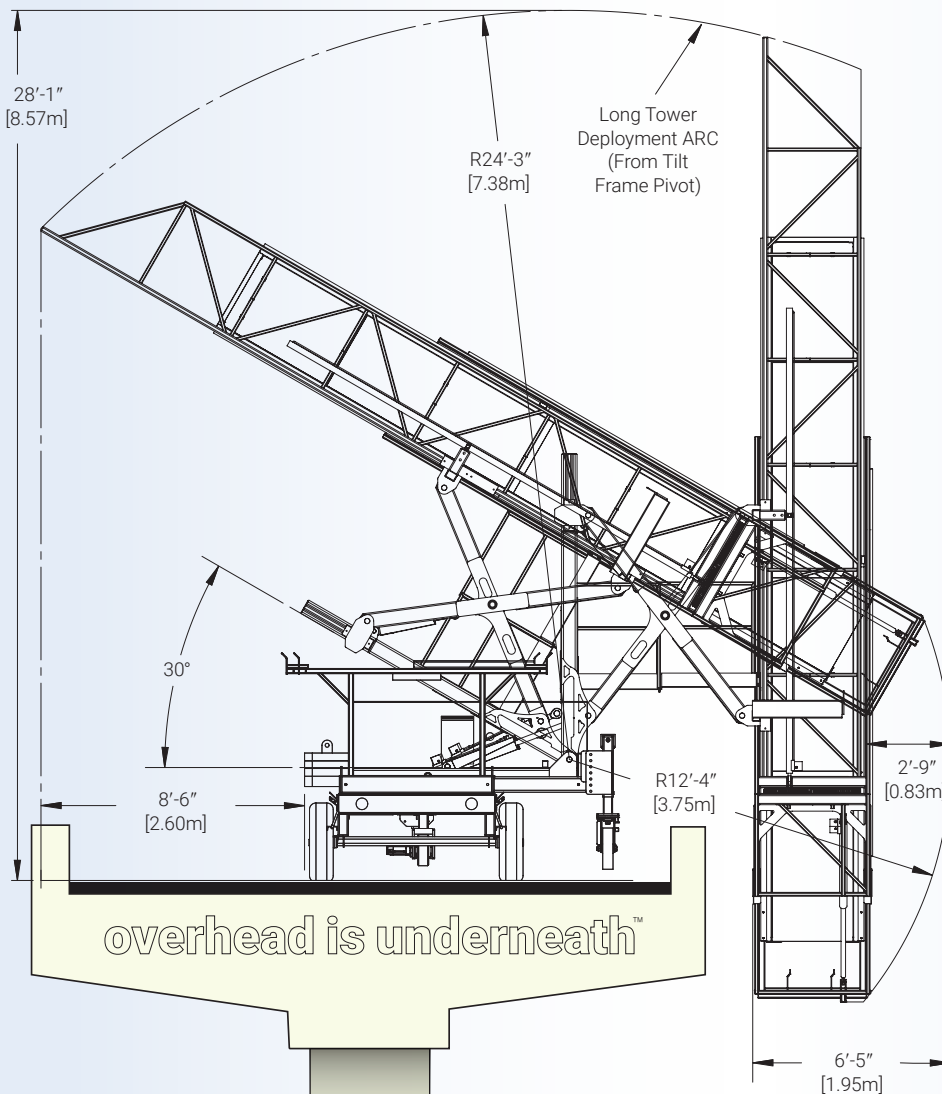 28′-1″
[8.57m]
Long Tower
Deployment ARC
(From Tilt
Frame Pivot)
R24′-3″
[7.38m]
30°
8′-6″
[2.60m]
R12′-4″
[3.75m]
2′-9″
[0.83m
overhead is underneath™
6′-5″
[1.95m]